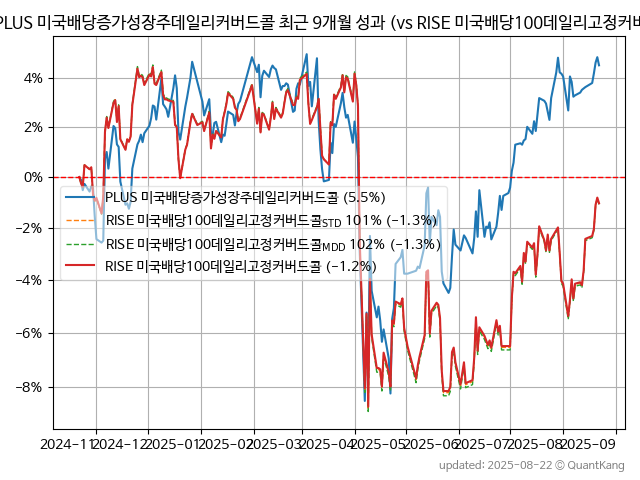 PLUS 미국배당증가성장주데일리커버드콜 최근 9개월 성과 (vs RISE 미국배당100데일리고정커버
4%
2%
0%
−2%
−4%
−6%
−8%
PLUS 미국배당증가성장주데일리커버드콜 (5.5%)
RISE 미국배당100데일리고정커버드콜STD 101% (−1.3%)
RISE 미국배당100데일리고정커버드콜MDD 102% (−1.3%)
RISE 미국배당100데일리고정커버드콜 (−1.2%)
2024-11 2024-12 2025-01 2025-02 2025-03 2025-04 2025-05 2025-06 2025-07 2025-08 2025-09
updated: 2025-08-22 © QuantKang